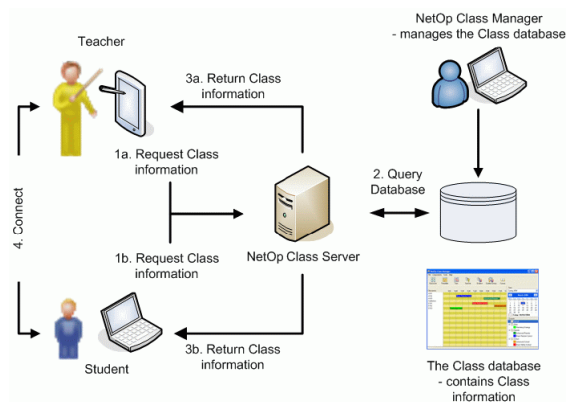 Teacher
NetOp Class Manager
- manages the Class database
3a. Return Class
information
1a. Request Class
information
2. Query
Database
4. Connect
1b. Request Class
information
NetOp Class Server
3b. Return Class
information
Student
The Class database
- contains Class
information